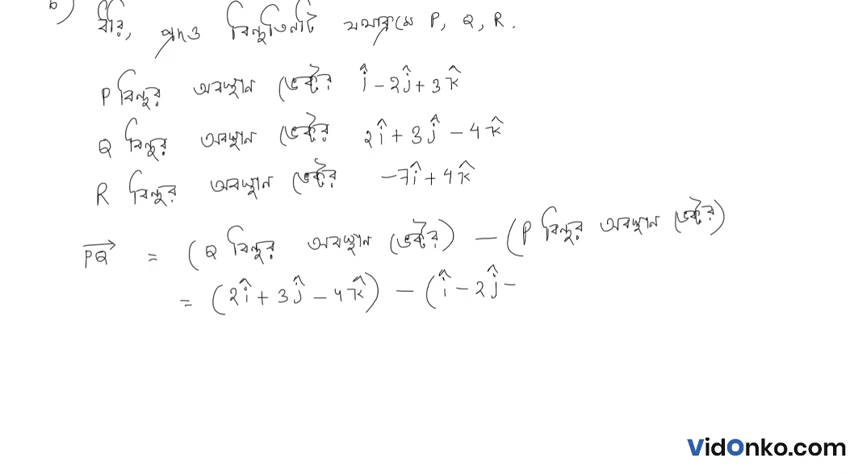 b) ধরি, প্রদত্ত বিন্দুতিনটি যথাক্রমে P, Q, R.
P বিন্দুর অবস্থান ভেক্টর î - 2ĵ + 3k̂
Q বিন্দুর অবস্থান ভেক্টর 2î + 3ĵ - 4k̂
R বিন্দুর অবস্থান ভেক্টর -7î + 4k̂
PQ⃗ = (Q বিন্দুর অবস্থান ভেক্টর) - (P বিন্দুর অবস্থান ভেক্টর)
= (2î + 3ĵ - 4k̂) - (î - 2ĵ -
VidOnko.com